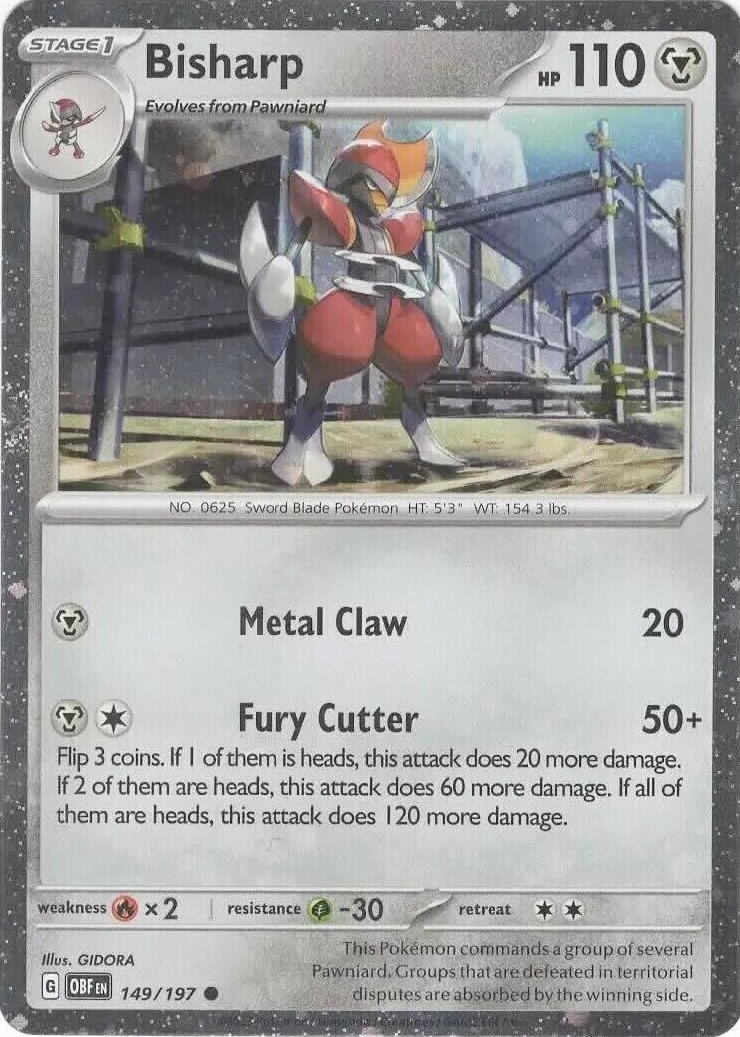 STAGE 1
Bisharp
HP 110
Evolves from Pawniard
NO. 0625 Sword Blade Pokémon HT: 5'3" WT: 154.3 lbs.
Metal Claw 20
Fury Cutter 50+
Flip 3 coins. If 1 of them is heads, this attack does 20 more damage.
If 2 of them are heads, this attack does 60 more damage. If all of
them are heads, this attack does 120 more damage.
weakness ×2 resistance -30 retreat
Illus. GIDORA
This Pokémon commands a group of several
Pawniard. Groups that are defeated in territorial
disputes are absorbed by the winning side.
G OBF EN 149/197